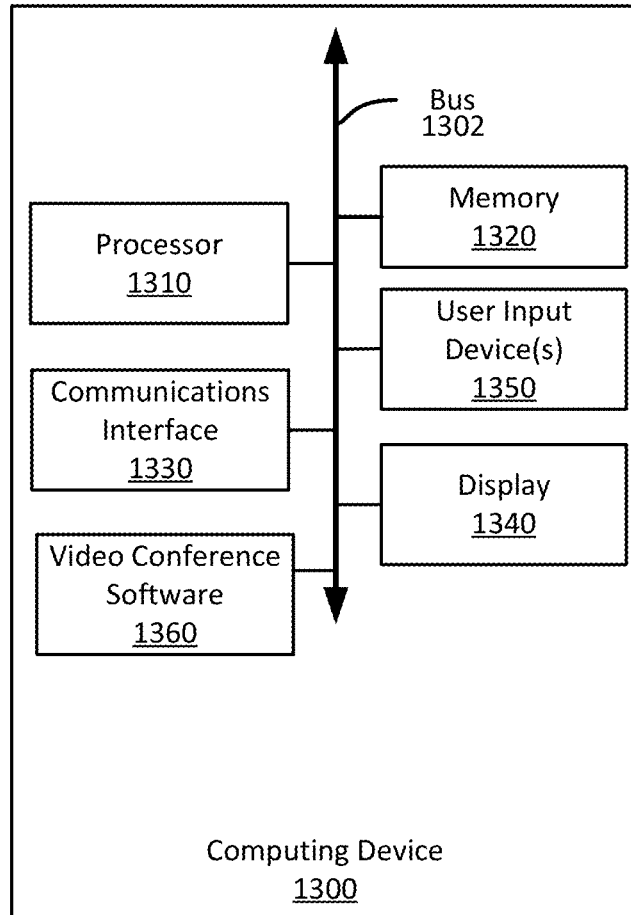 Bus
1302
Memory
1320
Processor
1310
User Input
Device(s)
1350
Communications
Interface
1330
Display
1340
Video Conference
Software
1360
Computing Device
1300